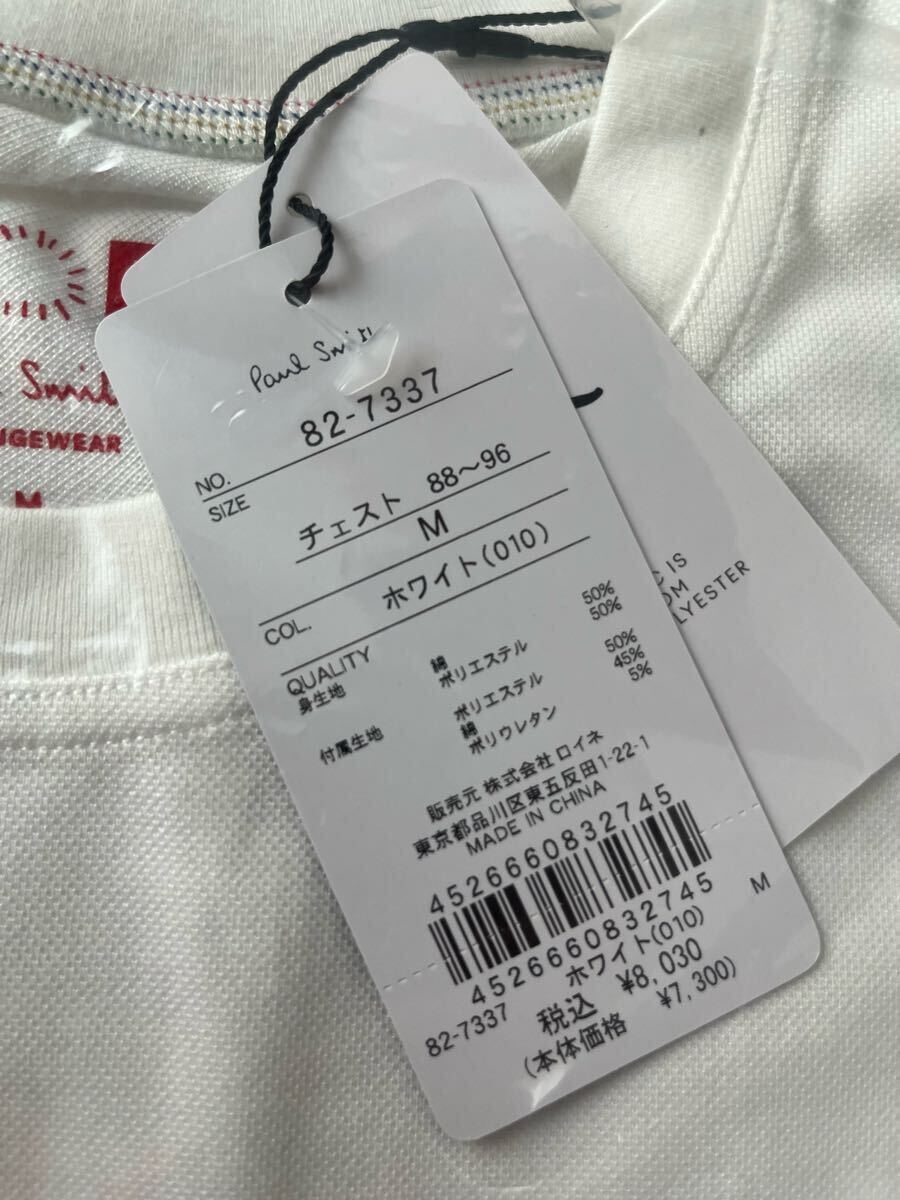 Paul Smith
NO. 82-7337
SIZE
チェスト 88〜96
M
COL. ホワイト(010)
QUALITY
身生地 綿 50%
ポリエステル 50%
付属生地 ポリエステル 50%
綿 45%
ポリウレタン 5%
販売元 株式会社 ロイネ
東京都品川区東五反田1-22-1
MADE IN CHINA
4526660832745
4526660832745
ホワイト(010) M
82-7337 税込 ¥8,030
(本体価格 ¥7,300)
IS
OM
LYESTER
Smit
UGEWEAR
M